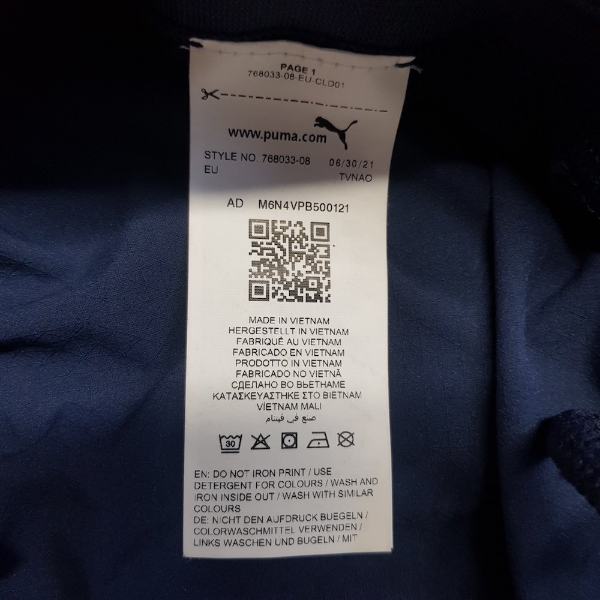 PAGE 1
768033-08-EU-CLD01
www.puma.com
STYLE NO. 768033-08 06/30/21
EU TVNAO
AD M6N4VPB500121
MADE IN VIETNAM
HERGESTELLT IN VIETNAM
FABRIQUÉ AU VIETNAM
FABRICADO EN VIETNAM
PRODOTTO IN VIETNAM
FABRICADO NO VIETNÃ
СДЕЛАНО ВО ВЬЕТНАМЕ
ΚΑΤΑΣΚΕΥΑΣΤΗΚΕ ΣΤΟ ΒΙΕΤΝΑΜ
VİETNAM MALI
صنع في فيتنام
30
EN: DO NOT IRON PRINT / USE
DETERGENT FOR COLOURS / WASH AND
IRON INSIDE OUT / WASH WITH SIMILAR
COLOURS
DE: NICHT DEN AUFDRUCK BUEGELN /
COLORWASCHMITTEL VERWENDEN /
LINKS WASCHEN UND BUGELN / MIT